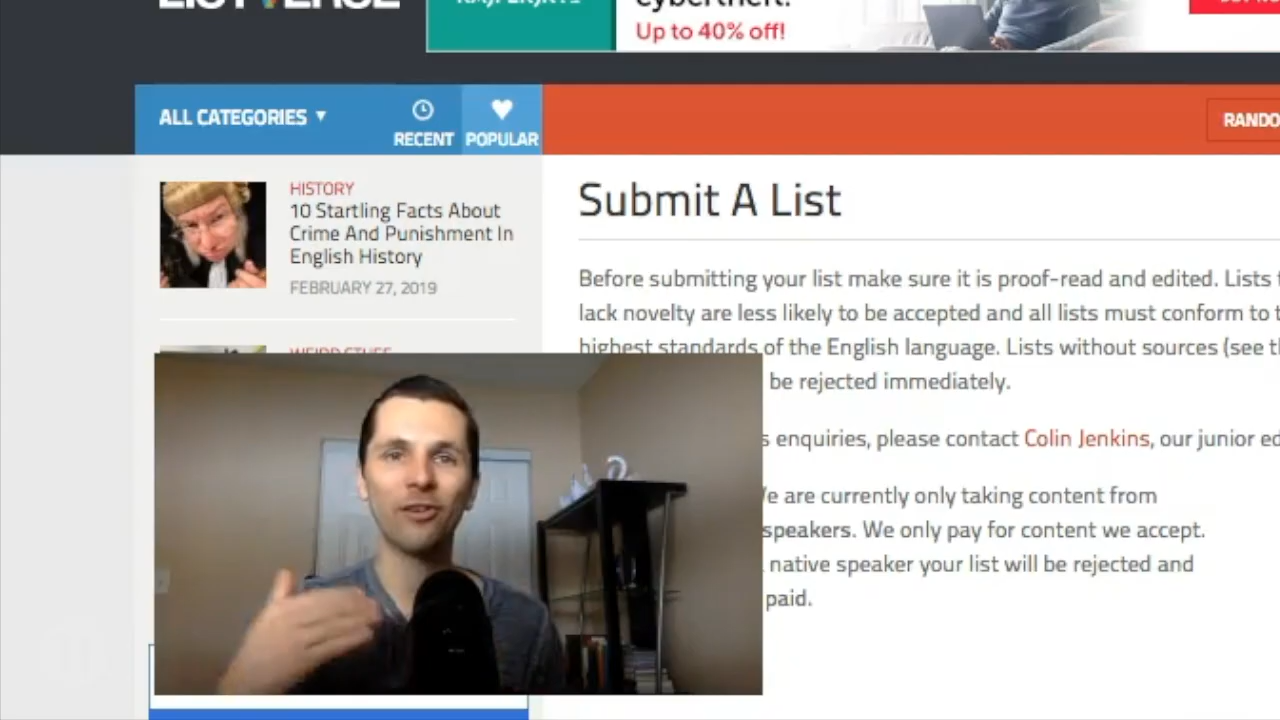 Up to 40% off!
ALL CATEGORIES
RECENT
POPULAR
HISTORY
10 Startling Facts About
Crime And Punishment In
English History
FEBRUARY 27, 2019
Submit A List
Before submitting your list make sure it is proof-read and edited. Lists
lack novelty are less likely to be accepted and all lists must conform to
highest standards of the English language. Lists without sources (see
be rejected immediately.
enquiries, please contact Colin Jenkins, our junior
are currently only taking content from
speakers. We only pay for content we accept.
native speaker your list will be rejected and
paid.